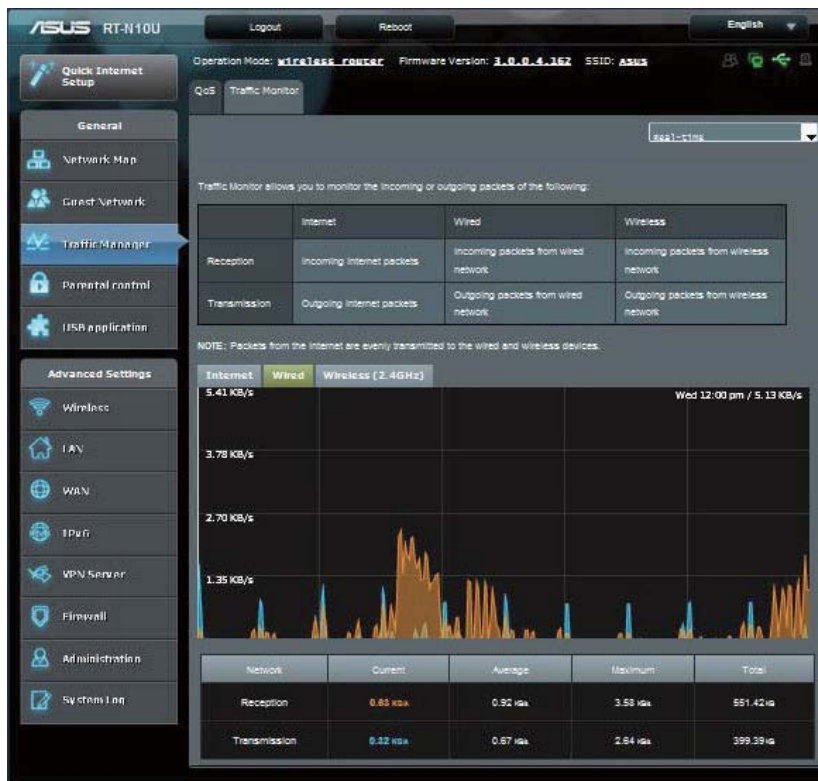 ASUS RT-N10U
Logout
Reboot
English
Quick Internet Setup
Operation Mode: wireless router Firmware Version: 3.0.0.4.162 SSID: ASUS
QoS
Traffic Monitor
General
Network Map
Guest Network
Traffic Manager
Parental control
USB application
Advanced Settings
Wireless
LAN
WAN
IPv6
VPN Server
Firewall
Administration
System Log
Real-time
Traffic Monitor allows you to monitor the incoming or outgoing packets of the following:
Internet Wired Wireless
Reception Incoming Internet packets Incoming packets from wired network Incoming packets from wireless network
Transmission Outgoing Internet packets Outgoing packets from wired network Outgoing packets from wireless network
NOTE: Packets from the Internet are evenly transmitted to the wired and wireless devices.
Internet Wired Wireless (2.4GHz)
5.41 KB/s
Wed 12:00 pm / 5.13 KB/s
3.78 KB/s
2.70 KB/s
1.35 KB/s
Network Current Average Maximum Total
Reception 0.63 0.92 3.58 551.42
Transmission 0.32 0.67 2.64 399.39